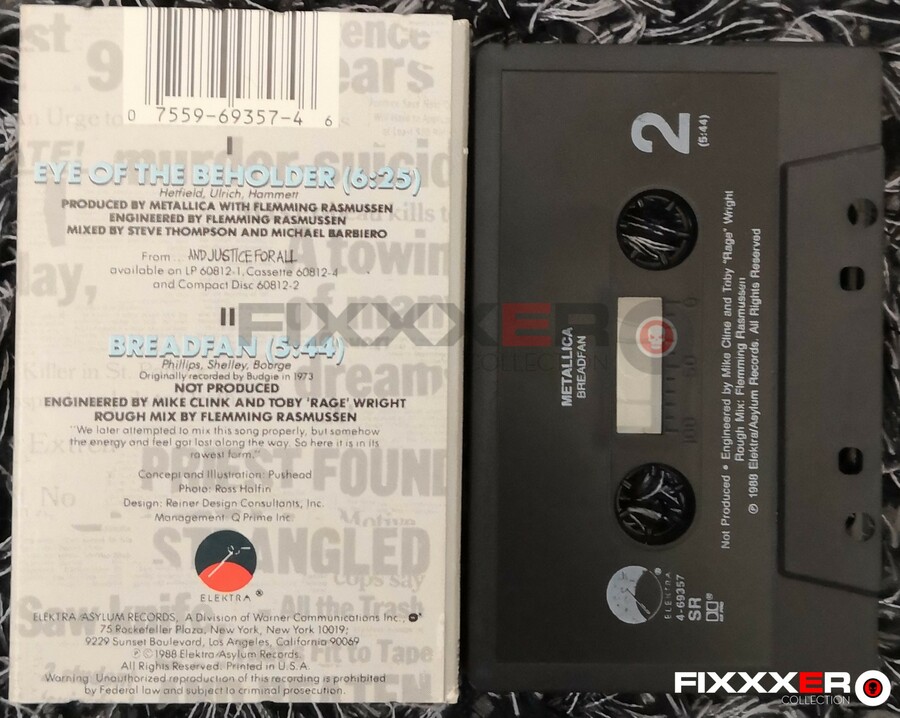 0 7559-69357-4 6
I
EYE OF THE BEHOLDER (6:25)
Hetfield, Ulrich, Hammett
PRODUCED BY METALLICA WITH FLEMMING RASMUSSEN
ENGINEERED BY FLEMMING RASMUSSEN
MIXED BY STEVE THOMPSON AND MICHAEL BARBIERO
From ...AND JUSTICE FOR ALL
available on LP 60812-1, Cassette 60812-4
and Compact Disc 60812-2
II
BREADFAN (5:44)
Phillips, Shelley, Boorge
Originally recorded by Budgie in 1973
NOT PRODUCED
ENGINEERED BY MIKE CLINK AND TOBY 'RAGE' WRIGHT
ROUGH MIX BY FLEMMING RASMUSSEN
"We later attempted to mix this song properly, but somehow
the energy and feel got lost along the way. So here it is in its
rawest form."
Concept and Illustration: Pushead
Photo: Ross Halfin
Design: Reiner Design Consultants, Inc.
Management: Q Prime Inc.
ELEKTRA ®
ELEKTRA/ASYLUM RECORDS, A Division of Warner Communications Inc.,
75 Rockefeller Plaza, New York, New York 10019;
9229 Sunset Boulevard, Los Angeles, California 90069
℗ © 1988 Elektra/Asylum Records.
All Rights Reserved. Printed in U.S.A.
Warning: Unauthorized reproduction of this recording is prohibited
by Federal law and subject to criminal prosecution.
2
(5:44)
METALLICA
BREADFAN
100 50 0
Not Produced • Engineered by Mike Cline and Toby "Rage" Wright
Rough Mix: Flemming Rasmussen
℗ 1988 Elektra/Asylum Records. All Rights Reserved
ELEKTRA ®
4-69357
SR
FIXXXERO
COLLECTION
FIXXXERO
COLLECTION